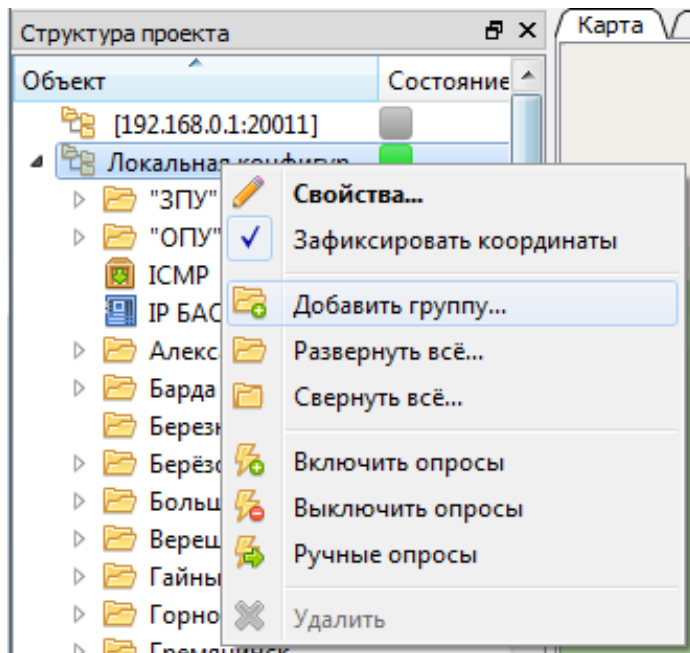 Структура проекта
Карта
Объект
Состояние
[192.168.0.1:20011]
Локальная конфигур
"ЗПУ"
Свойства...
"ОПУ"
Зафиксировать координаты
ICMP
IP БАС
Добавить группу...
Алекс
Развернуть всё...
Барда
Свернуть всё...
Березн
Берёзо
Включить опросы
Больш
Выключить опросы
Верещ
Ручные опросы
Гайны
Горно
Удалить
Гремячинск